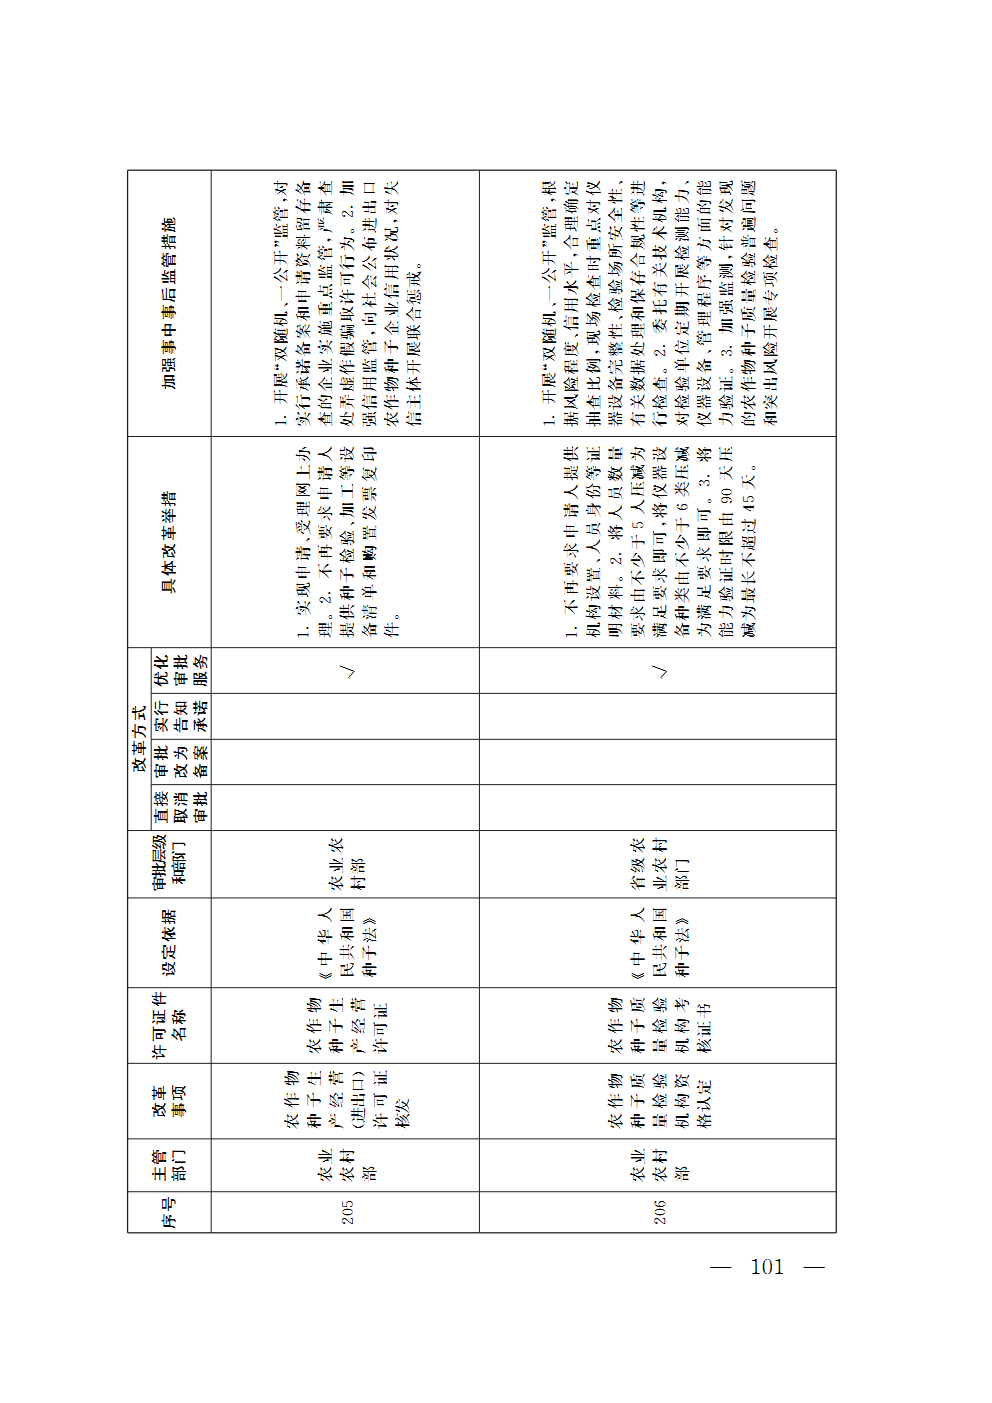 序号
主管
部门
改革
事项
许可证件
名称
设定依据
审批层级
和部门
改革方式
直接
取消
审批
审批
改为
备案
实行
告知
承诺
优化
审批
服务
具体改革举措
加强事中事后监管措施
205
农业
农村
部
农作物
种子生
产经营
(进出口)
许可证
核发
农作物
种子生
产经营
许可证
《中华人
民共和国
种子法》
农业农
村部
√
1. 实现申请、受理网上办
理。2. 不再要求申请人
提供种子检验、加工等设
备清单和购置发票复印
件。
1. 开展“双随机、一公开”监管,对
实行承诺备案和申请资料留存备
查的企业实施重点监管,严肃查
处弄虚作假骗取许可行为。2. 加
强信用监管,向社会公布进出口
农作物种子企业信用状况,对失
信主体开展联合惩戒。
206
农业
农村
部
农作物
种子质
量检验
机构资
格认定
农作物
种子质
量检验
机构考
核证书
《中华人
民共和国
种子法》
省级农
业农村
部门
√
1. 不再要求申请人提供
机构设置、人员身份等证
明材料。2. 将人员数量
要求由不少于 5 人压减为
满足要求即可,将仪器设
备种类由不少于 6 类压减
为满足要求即可。3. 将
能力验证时限由 90 天压
减为最长不超过 45 天。
1. 开展“双随机、一公开”监管,根
据风险程度、信用水平,合理确定
抽查比例,现场检查时重点对仪
器设备完整性、检验场所安全性、
有关数据处理和保存合规性等进
行检查。2. 委托有关技术机构,
对检验单位定期开展检测能力、
仪器设备、管理程序等方面的能
力验证。3. 加强监测,针对发现
的农作物种子质量检验普遍问题
和突出风险开展专项检查。
— 101 —